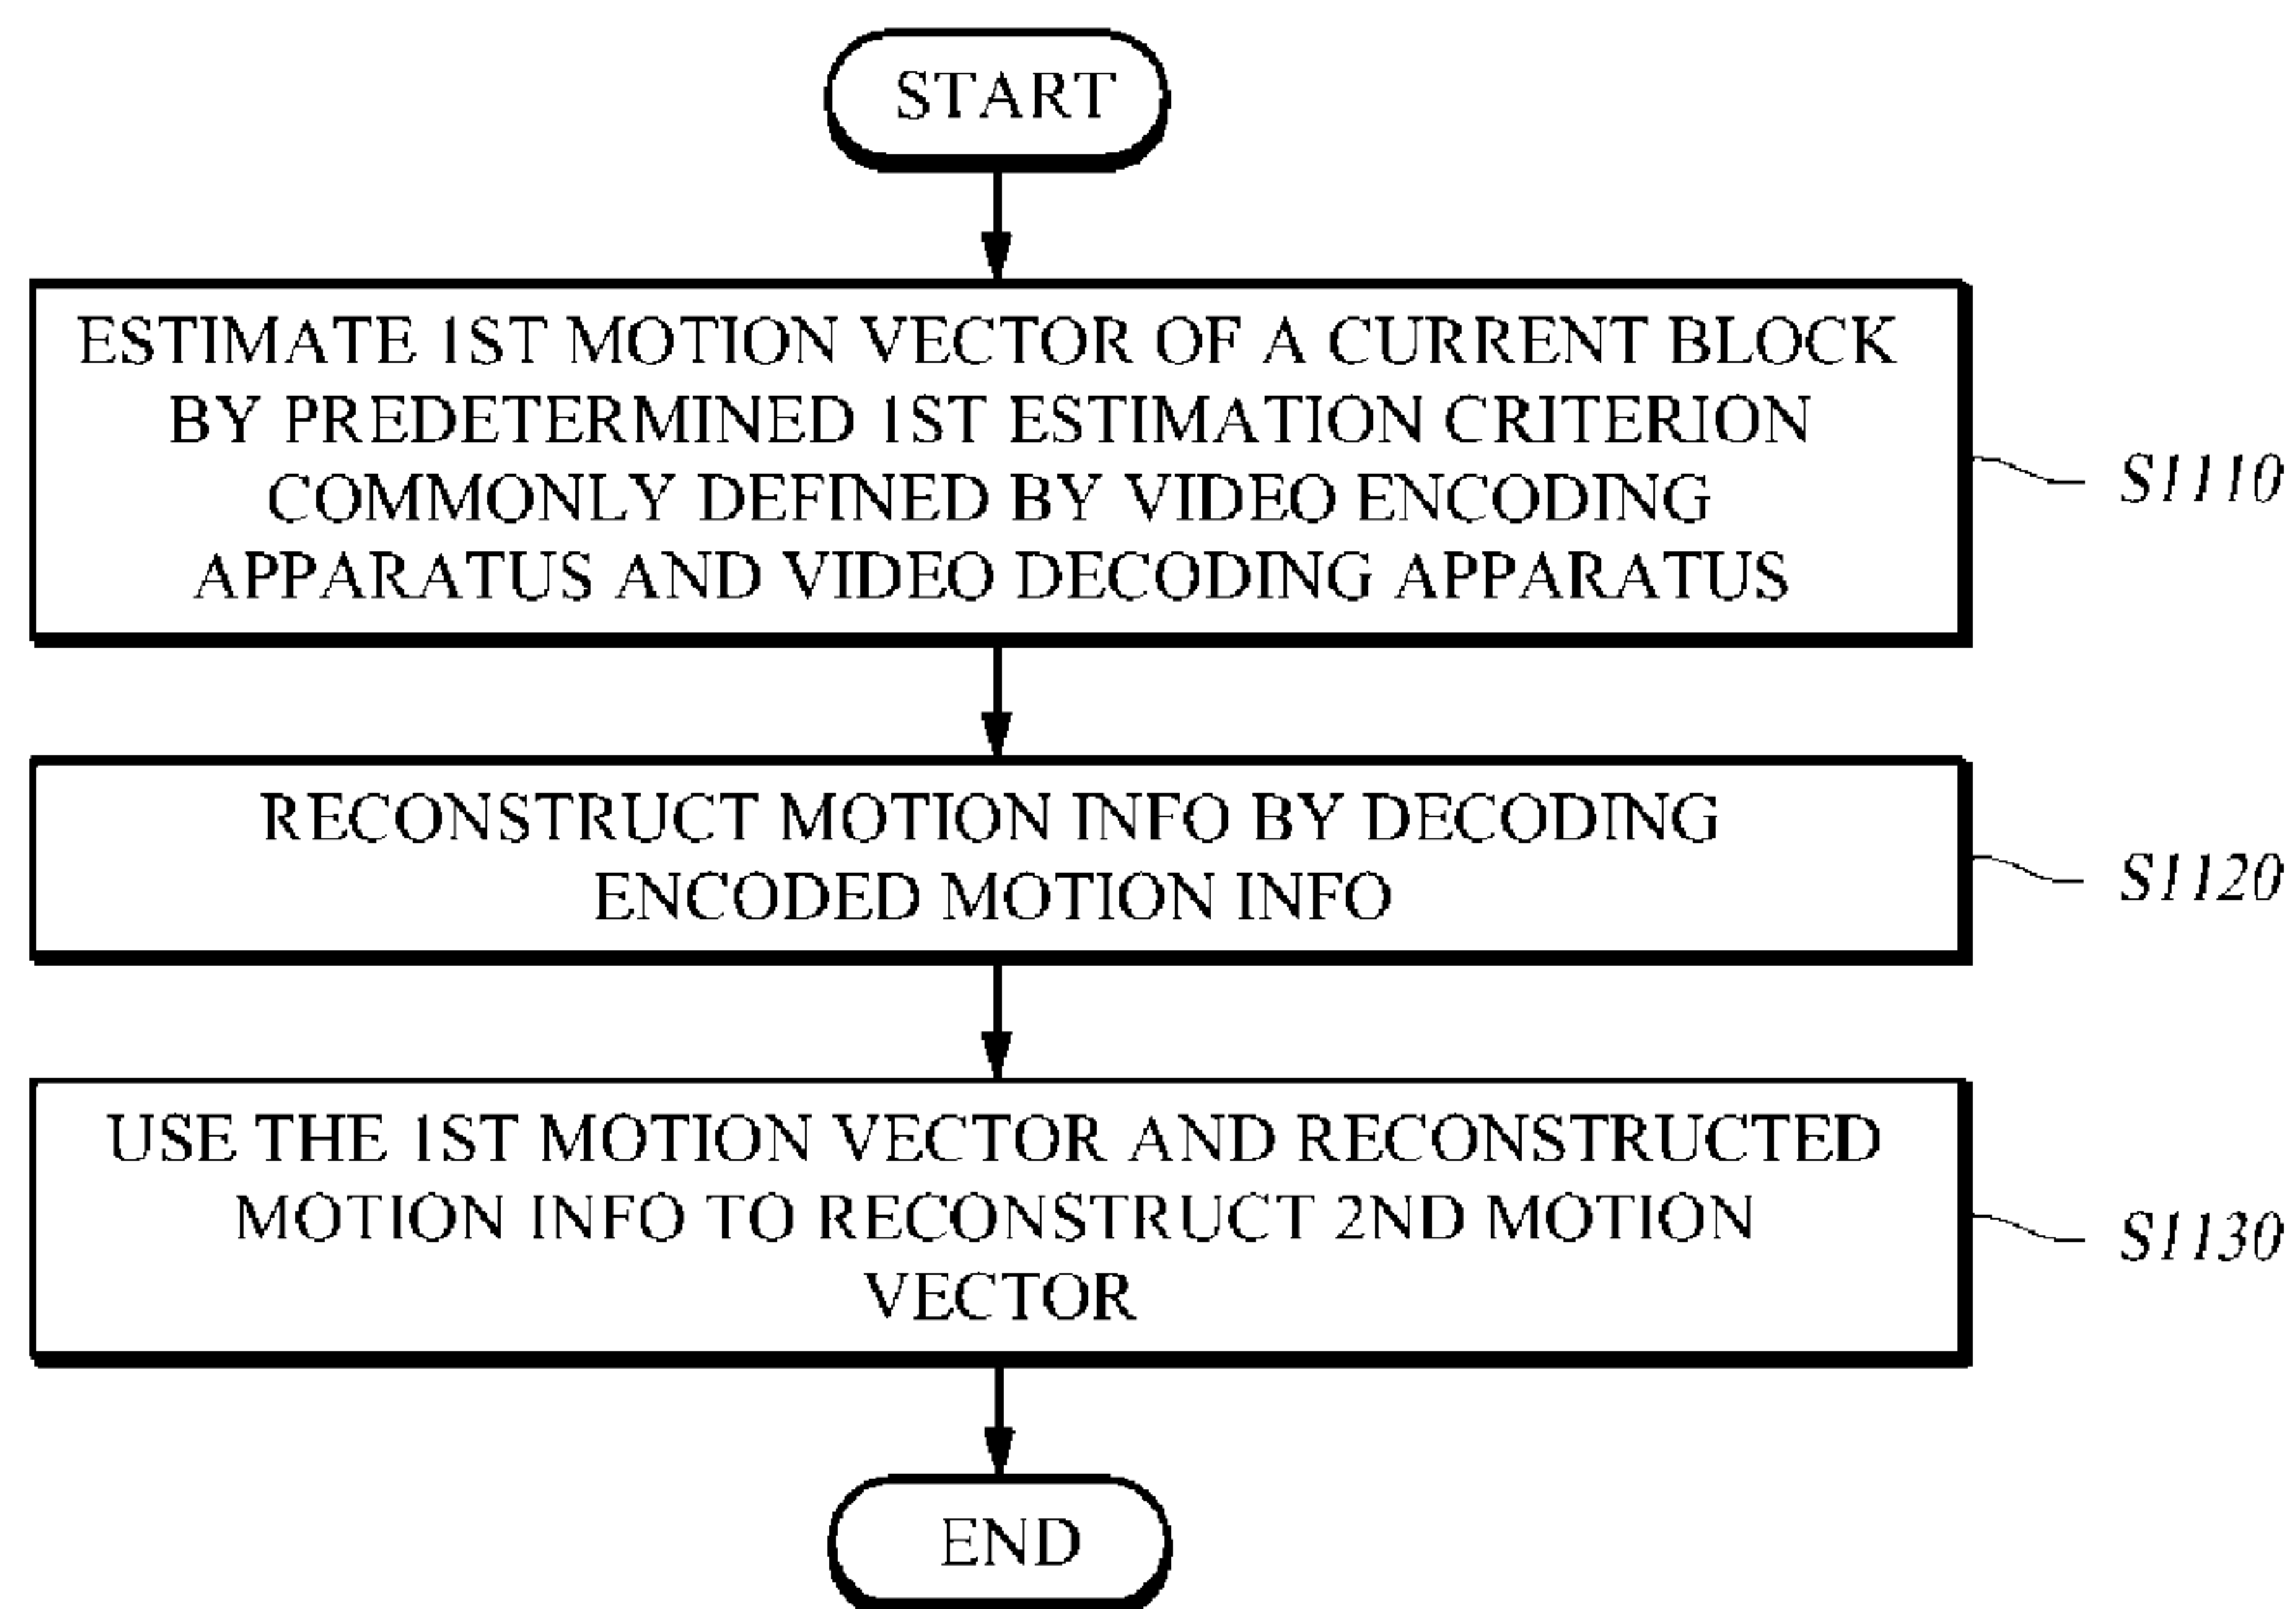 START
ESTIMATE 1ST MOTION VECTOR OF A CURRENT BLOCK
BY PREDETERMINED 1ST ESTIMATION CRITERION
COMMONLY DEFINED BY VIDEO ENCODING
APPARATUS AND VIDEO DECODING APPARATUS
S1110
RECONSTRUCT MOTION INFO BY DECODING
ENCODED MOTION INFO
S1120
USE THE 1ST MOTION VECTOR AND RECONSTRUCTED
MOTION INFO TO RECONSTRUCT 2ND MOTION
VECTOR
S1130
END